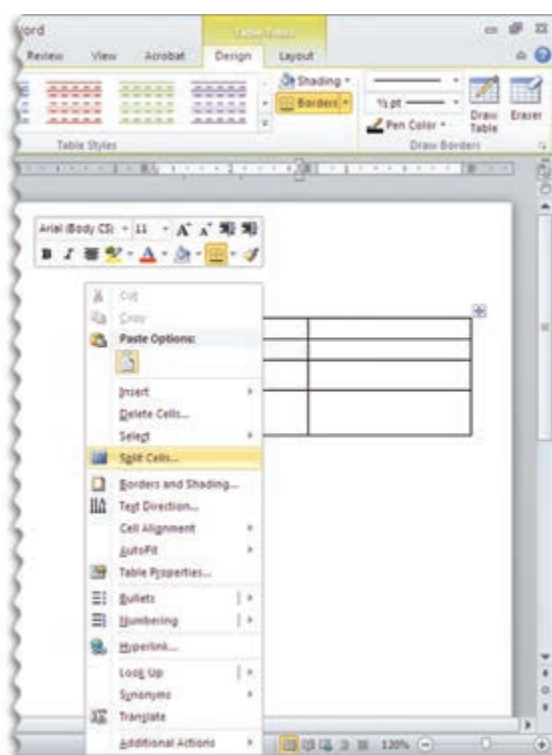 Word
Table Tools
Review View Acrobat Design Layout
Shading
Borders
½ pt
Pen Color
Draw Table
Eraser
Table Styles
Draw Borders
Arial (Body CS) 11 A A
B I A
Cut
Copy
Paste Options:
A
Insert
Delete Cells...
Select
Split Cells...
Borders and Shading...
Text Direction...
Cell Alignment
AutoFit
Table Properties...
Bullets
Numbering
Hyperlink...
Look Up
Synonyms
Translate
Additional Actions
120%